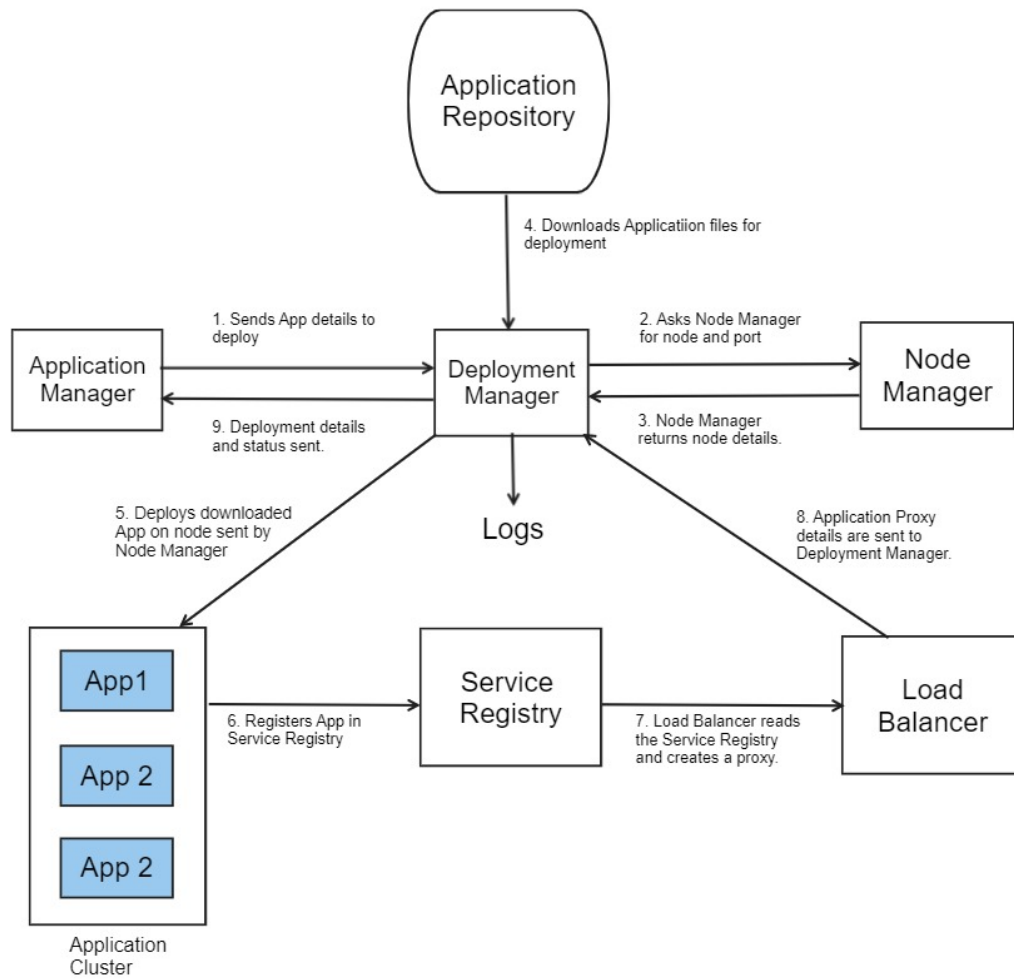 Application
Repository
4. Downloads Applicatiion files for
deployment
1. Sends App details to
deploy
2. Asks Node Manager
for node and port
Application
Manager
Deployment
Manager
Node
Manager
9. Deployment details
and status sent.
3. Node Manager
returns node details.
5. Deploys downloaded
App on node sent by
Node Manager
Logs
8. Application Proxy
details are sent to
Deployment Manager.
App1
App 2
App 2
Service
Registry
Load
Balancer
6. Registers App in
Service Registry
7. Load Balancer reads
the Service Registry
and creates a proxy.
Application
Cluster